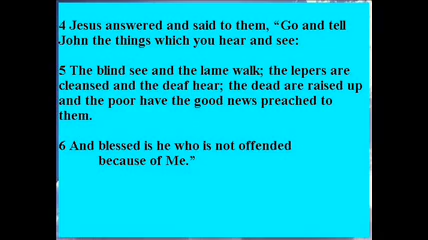 4 Jesus answered and said to them, “Go and tell
John the things which you hear and see:
5 The blind see and the lame walk; the lepers are
cleansed and the deaf hear; the dead are raised up
and the poor have the good news preached to
them.
6 And blessed is he who is not offended
because of Me.”